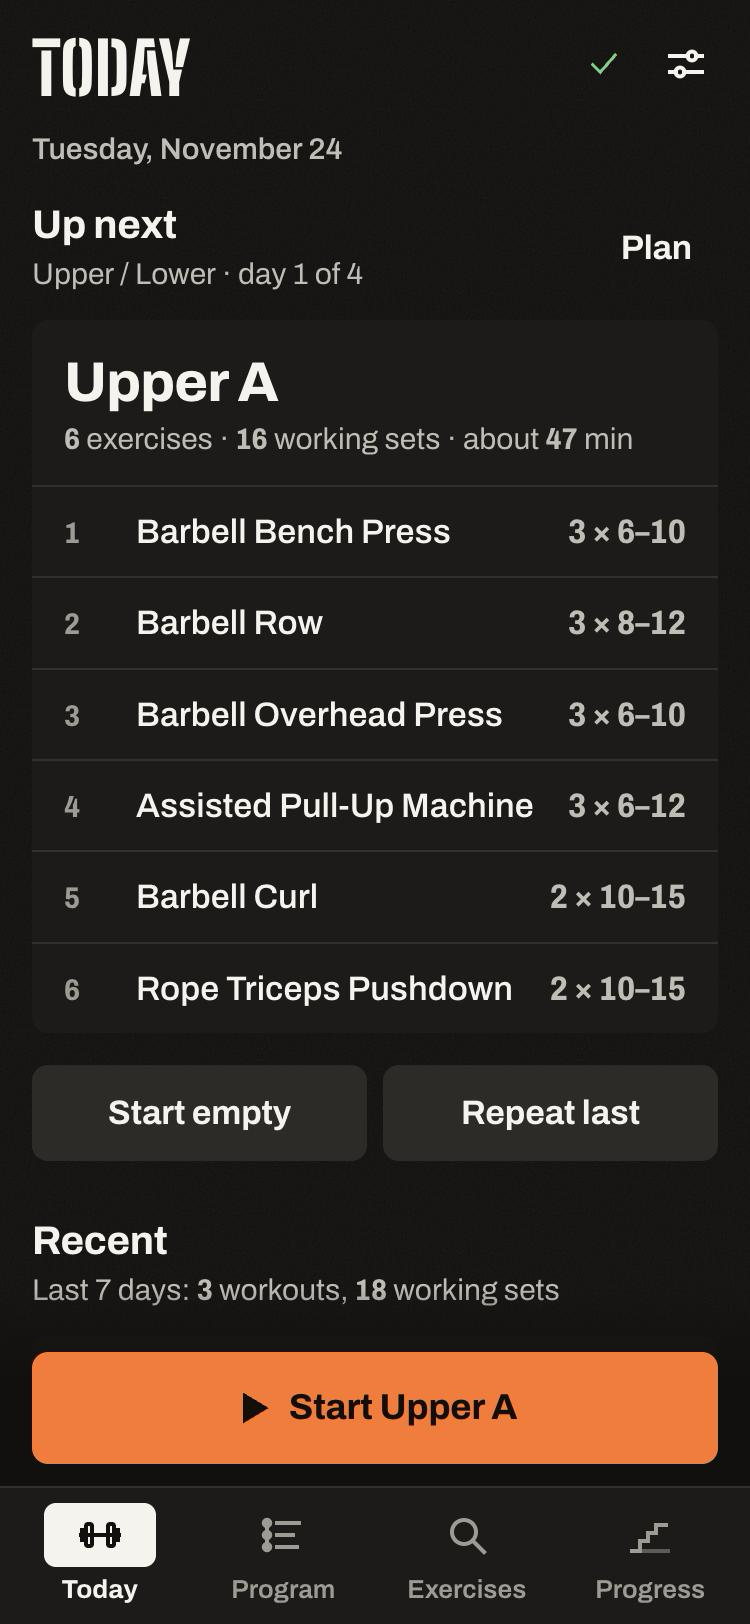 TODAY
Tuesday, November 24
Up next
Upper / Lower · day 1 of 4
Plan
Upper A
6 exercises · 16 working sets · about 47 min
1 Barbell Bench Press 3 × 6–10
2 Barbell Row 3 × 8–12
3 Barbell Overhead Press 3 × 6–10
4 Assisted Pull-Up Machine 3 × 6–12
5 Barbell Curl 2 × 10–15
6 Rope Triceps Pushdown 2 × 10–15
Start empty Repeat last
Recent
Last 7 days: 3 workouts, 18 working sets
Start Upper A
Today Program Exercises Progress